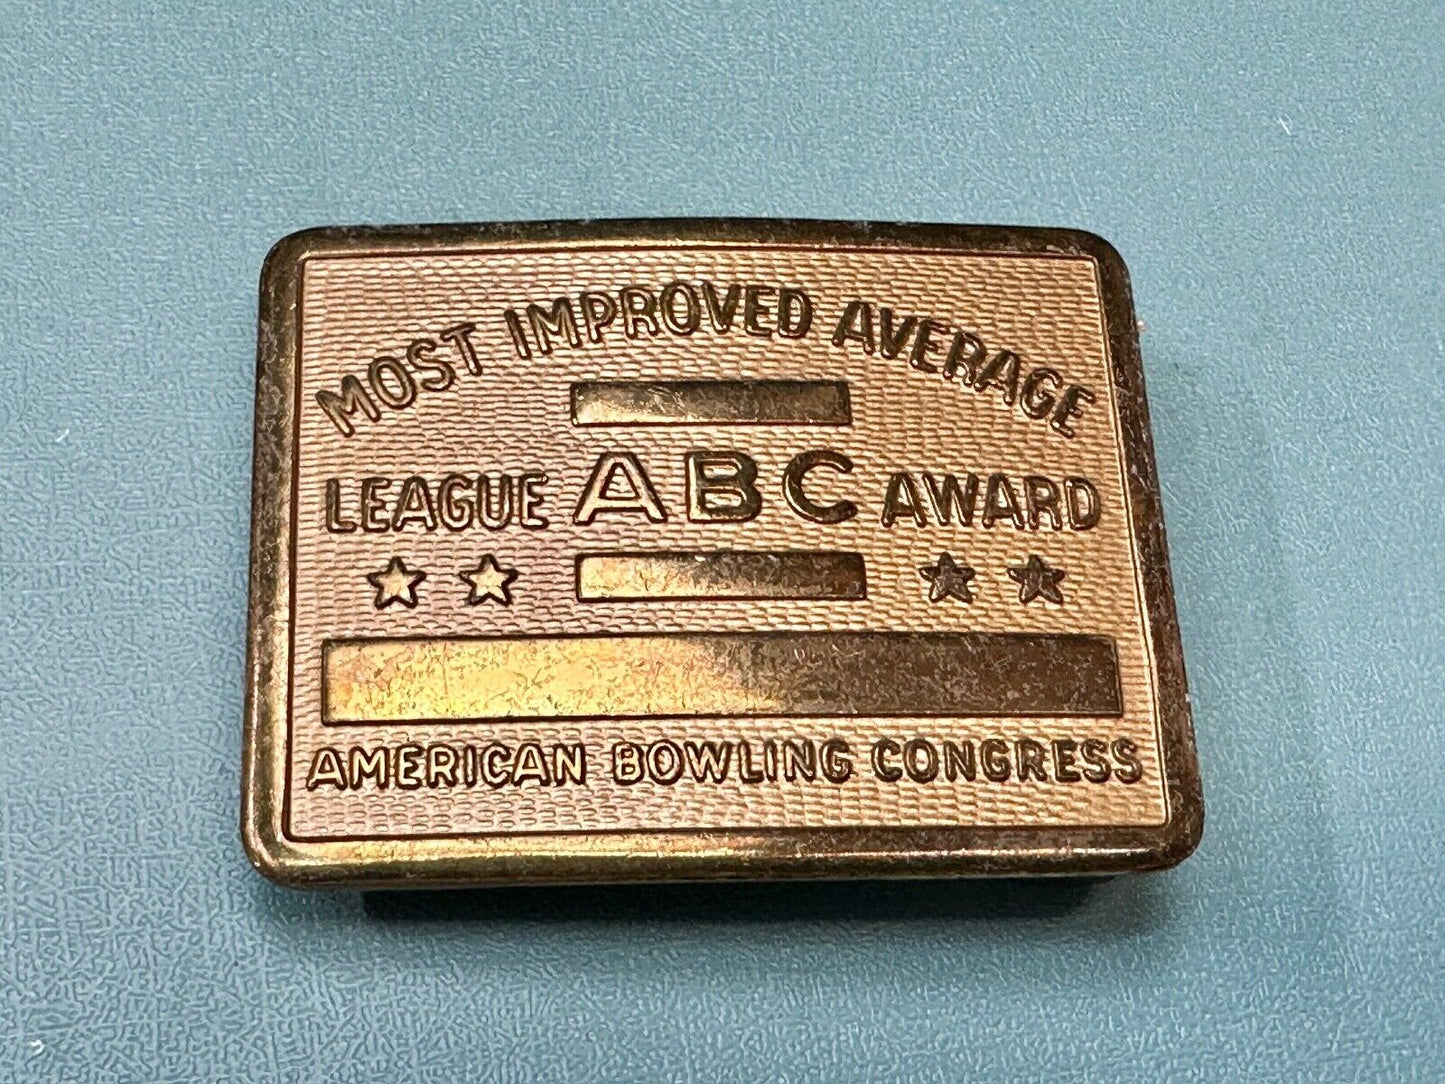 MOST IMPROVED AVERAGE
LEAGUE ABC AWARD
AMERICAN BOWLING CONGRESS